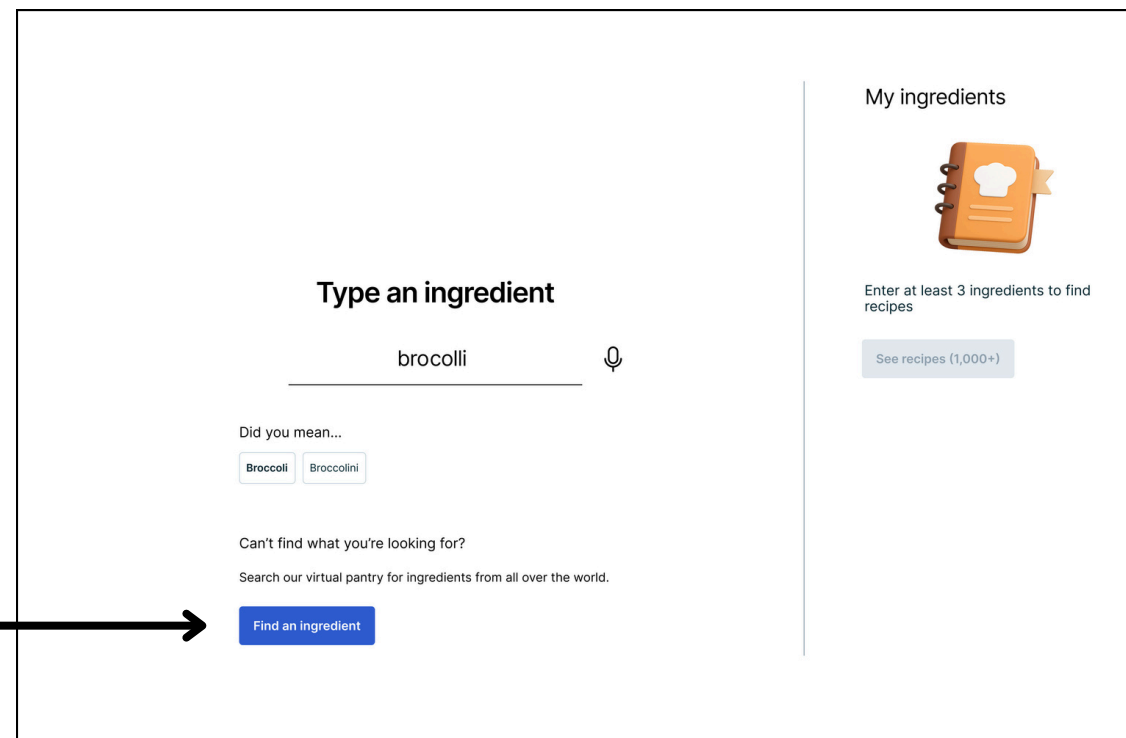 Type an ingredient
brocolli
Did you mean...
Broccoli
Broccolini
Can’t find what you’re looking for?
Search our virtual pantry for ingredients from all over the world.
Find an ingredient
My ingredients
Enter at least 3 ingredients to find
recipes
See recipes (1,000+)